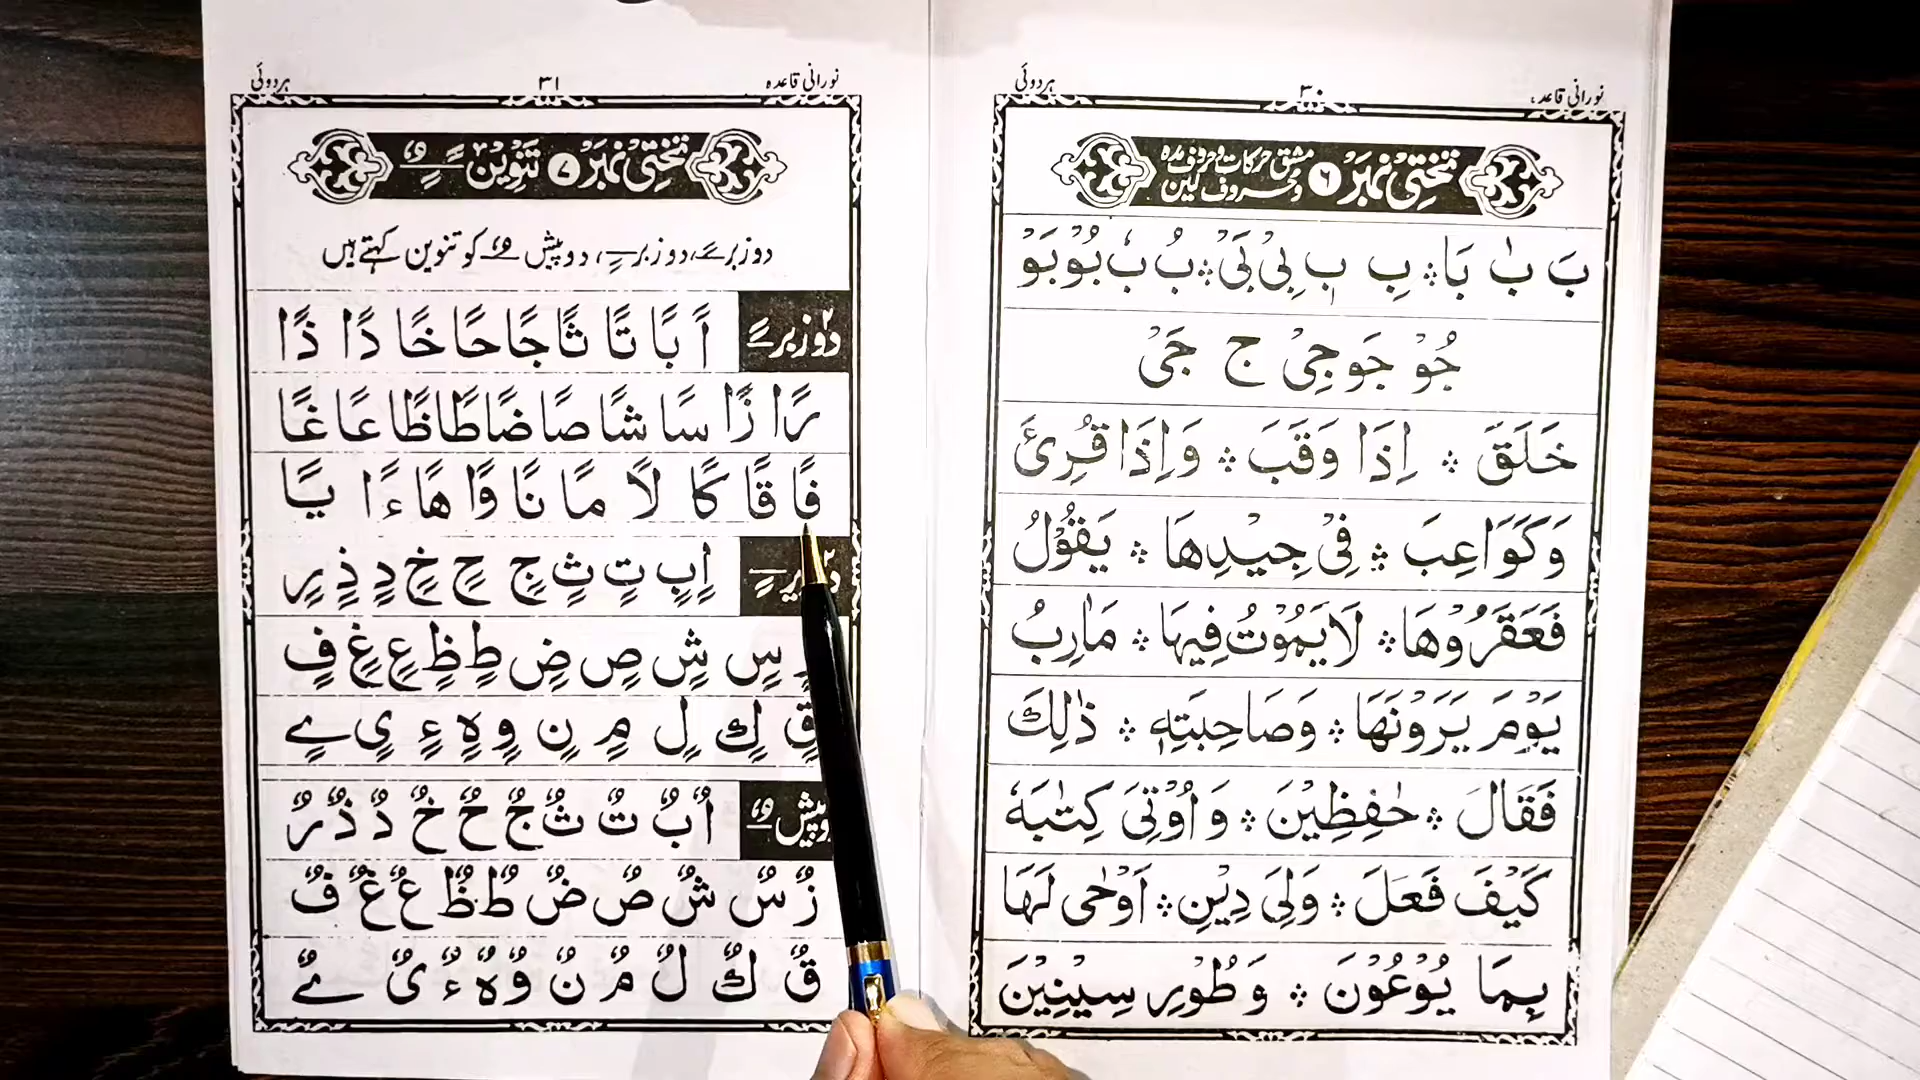 نورانی قاعدہ
۳۰
ہردوئی
تختی نمبر ۶ مشق حرکات و حروف مدہ و حروف لین
بَ بٰ بَا ؞ بِ بٖ بِیْ بَیْ ؞ بُ بٗ بُوْ بَوْ
جُوْ جَوْ جِیْ جٖ جَیْ
خَلَقَ ؞ اِذَا وَقَبَ ؞ وَاِذَا قُرِئَ
وَكَوَاعِبَ ؞ فِیْ جِیْدِهَا ؞ یَقُوْلُ
فَعَقَرُوْهَا ؞ لَا یَمُوْتُ فِیْهَا ؞ مَاٰرِبُ
یَوْمَ یَرَوْنَهَا ؞ وَصَاحِبَتِهٖ ؞ ذٰلِكَ
فَقَالَ ؞ حٰفِظِیْنَ ؞ وَ اُوْتِیَ كِتٰبَهٗ
كَیْفَ فَعَلَ ؞ وَلِیَ دِیْنِ ؞ اَوْحٰی لَهَا
بِمَا یُوْعُوْنَ ؞ وَ طُوْرِ سِیْنِیْنَ
نورانی قاعدہ
۳۱
ہردوئی
تختی نمبر ۷ تنوین ـًـٍـٌ
دو زبر ـً، دو زیر ـٍ، دو پیش ـٌ کو تنوین کہتے ہیں
دو زبر ـً اً بًا تًا ثًا جًا حًا خًا دًا ذًا
رًا زًا سًا شًا صًا ضًا طًا ظًا عًا غًا
فًا قًا كًا لًا مًا نًا وًا هًا ءًا یًا
دو زیر ـٍ اٍ بٍ تٍ ثٍ جٍ حٍ خٍ دٍ ذٍ رٍ
سٍ شٍ صٍ ضٍ طٍ ظٍ عٍ غٍ فٍ
قٍ كٍ لٍ مٍ نٍ وٍ هٍ ءٍ یٍ ےٍ
دو پیش ـٌ اٌ بٌ تٌ ثٌ جٌ حٌ خٌ دٌ ذٌ رٌ
زٌ سٌ شٌ صٌ ضٌ طٌ ظٌ عٌ غٌ فٌ
قٌ كٌ لٌ مٌ نٌ وٌ هٌ ءٌ یٌ ےٌ